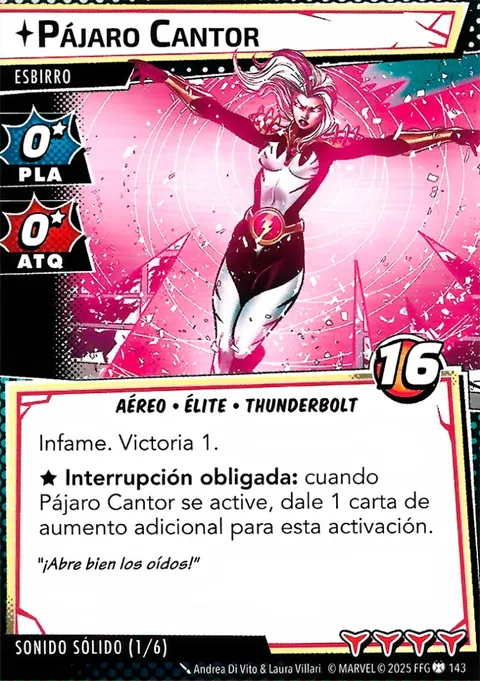 PÁJARO CANTOR
ESBIRRO
0
PLA
0
ATQ
16
AÉREO • ÉLITE • THUNDERBOLT
Infame. Victoria 1.
★ Interrupción obligada: cuando
Pájaro Cantor se active, dale 1 carta de
aumento adicional para esta activación.
"¡Abre bien los oídos!"
SONIDO SÓLIDO (1/6)
Andrea Di Vito & Laura Villari © MARVEL © 2025 FFG 143